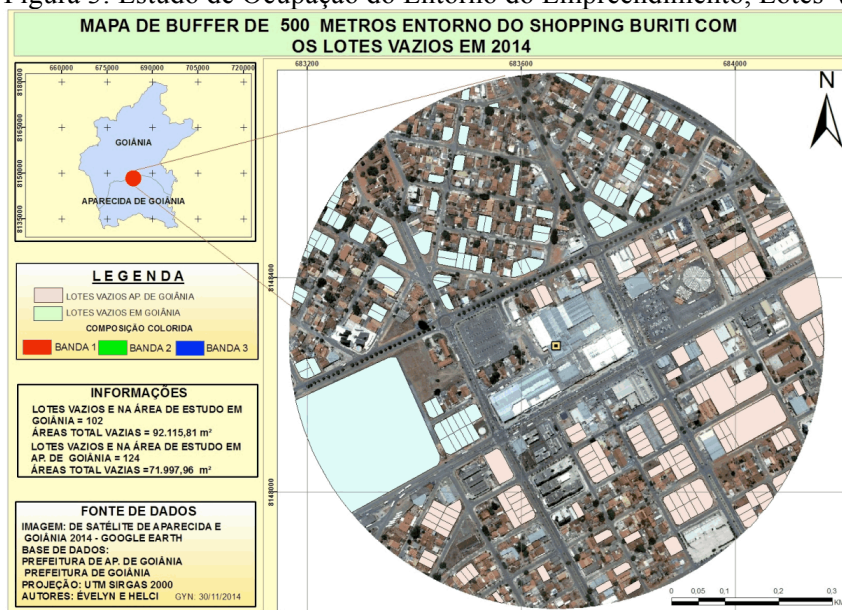 Figura 3: Estudo de Ocupação do Entorno do Empreendimento, Lotes
MAPA DE BUFFER DE 500 METROS ENTORNO DO SHOPPING BURITI COM
OS LOTES VAZIOS EM 2014
660000 675000 690000 705000 720000
8180000
8165000
8150000
8135000
GOIÂNIA
APARECIDA DE GOIÂNIA
683200 683600 684000
8148400
8148000
N
LEGENDA
LOTES VAZIOS AP. DE GOIÂNIA
LOTES VAZIOS EM GOIÂNIA
COMPOSIÇÃO COLORIDA
BANDA 1 BANDA 2 BANDA 3
INFORMAÇÕES
LOTES VAZIOS E NA ÁREA DE ESTUDO EM
GOIÂNIA = 102
ÁREAS TOTAL VAZIAS = 92.115,81 m²
LOTES VAZIOS E NA ÁREA DE ESTUDO EM
AP. DE GOIÂNIA = 124
ÁREAS TOTAL VAZIAS =71.997,96 m²
FONTE DE DADOS
IMAGEM: DE SATÉLITE DE APARECIDA E
GOIÂNIA 2014 - GOOGLE EARTH
BASE DE DADOS:
PREFEITURA DE AP. DE GOIÂNIA
PREFEITURA DE GOIÂNIA
PROJEÇÃO: UTM SIRGAS 2000
AUTORES: ÉVELYN E HELCI GYN: 30/11/2014
0 0,05 0,1 0,2 0,3